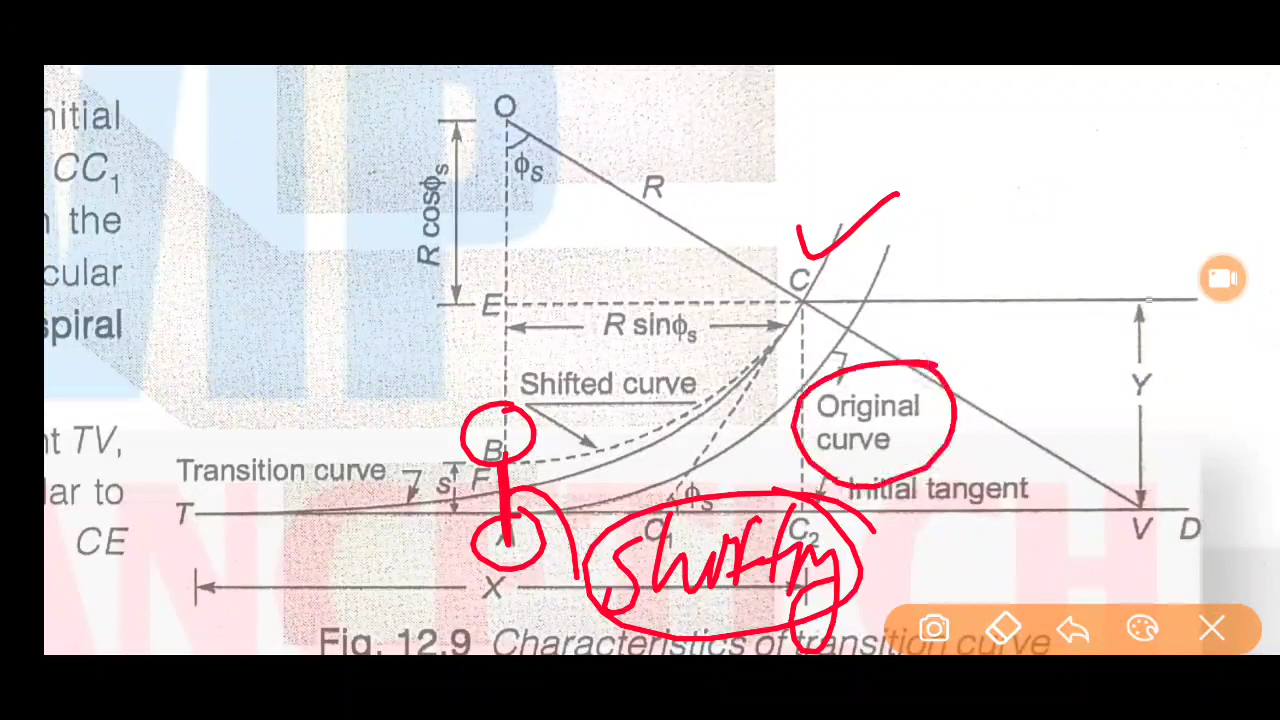 nitial
CC1
n the
cular
spiral
nt TV,
lar to
CE
O
ϕs
R
R cosϕs
C
E
R sinϕs
Shifted curve
Original
curve
Y
B
Transition curve
s
F
ϕs
Initial tangent
T
C1
C2
V
D
X
Shifting
Fig. 12.9 Characteristics of transition curve